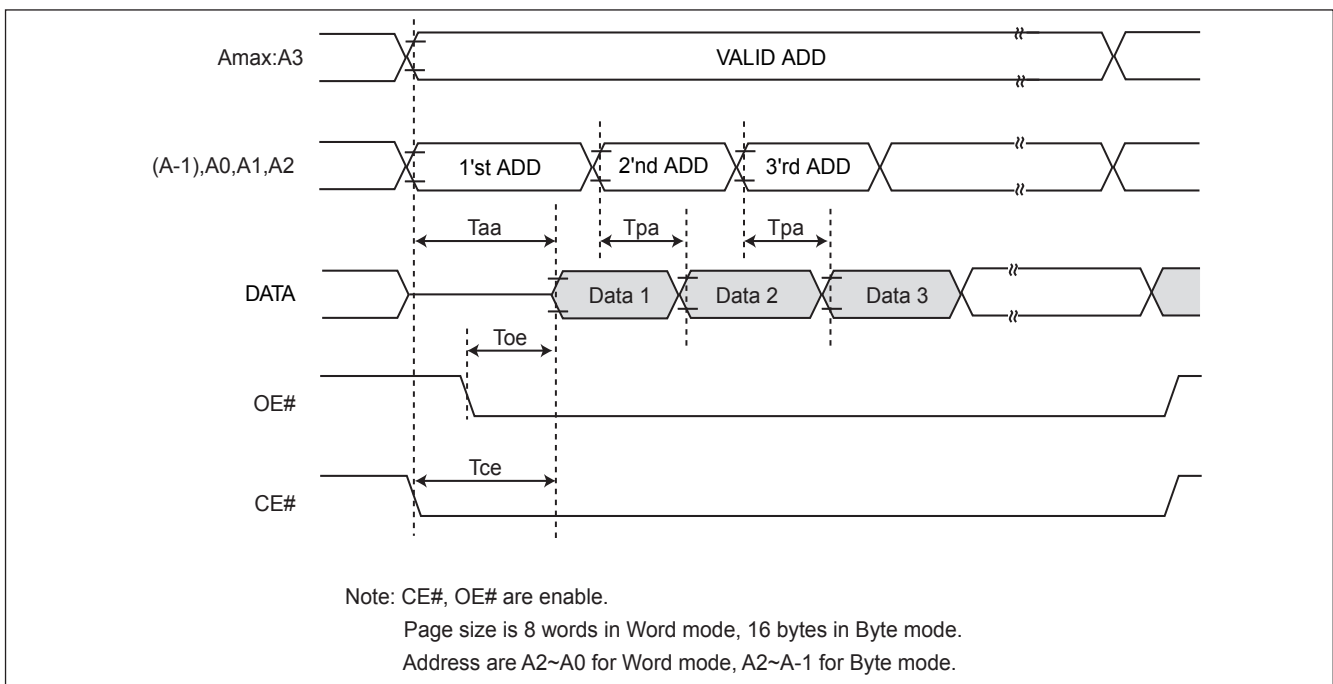 Amax:A3
VALID ADD
(A-1),A0,A1,A2
1'st ADD
2'nd ADD
3'rd ADD
Taa
Tpa
Tpa
DATA
Data 1
Data 2
Data 3
Toe
OE#
Tce
CE#
Note: CE#, OE# are enable.
Page size is 8 words in Word mode, 16 bytes in Byte mode.
Address are A2~A0 for Word mode, A2~A-1 for Byte mode.